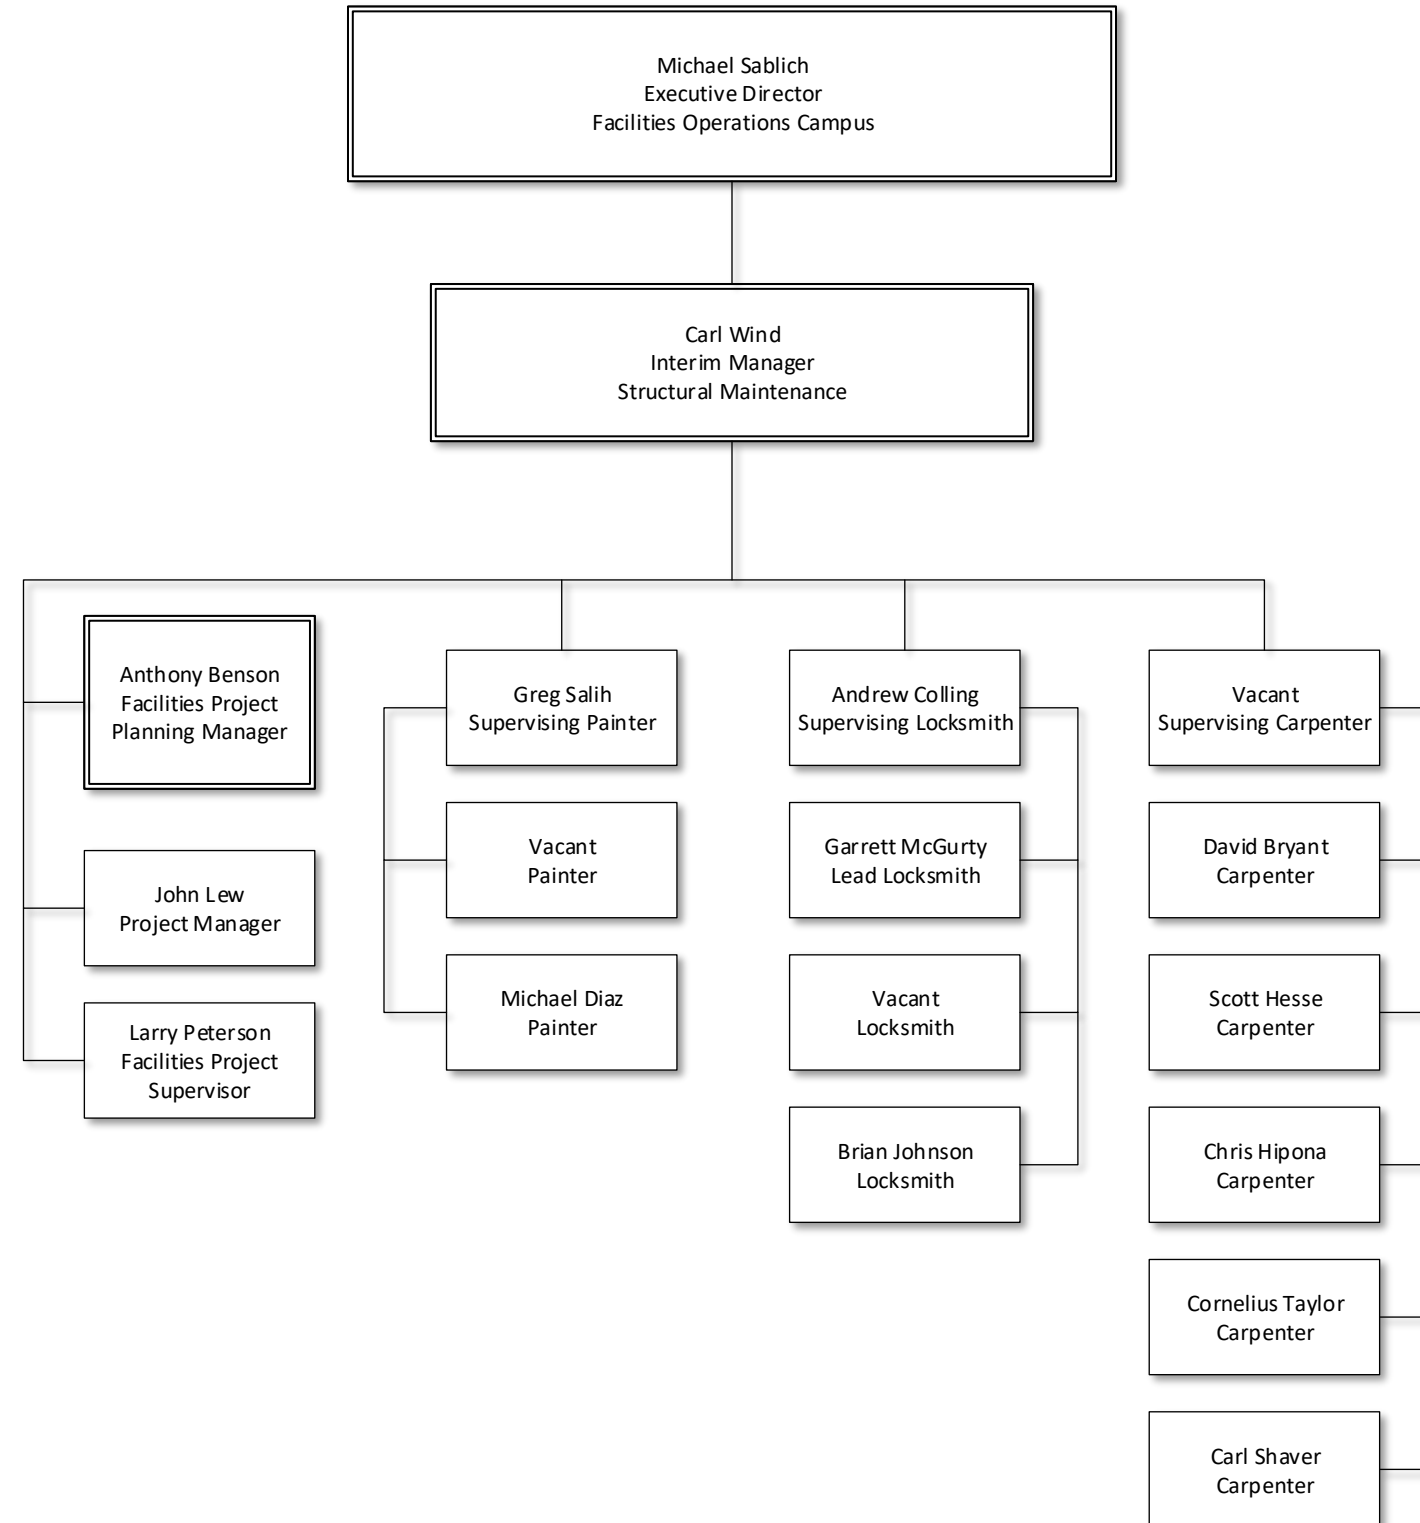 Michael Sablich
Executive Director
Facilities Operations Campus
Carl Wind
Interim Manager
Structural Maintenance
Anthony Benson
Facilities Project
Planning Manager
John Lew
Project Manager
Larry Peterson
Facilities Project
Supervisor
Greg Salih
Supervising Painter
Vacant
Painter
Michael Diaz
Painter
Andrew Colling
Supervising Locksmith
Garrett McGurty
Lead Locksmith
Vacant
Locksmith
Brian Johnson
Locksmith
Vacant
Supervising Carpenter
David Bryant
Carpenter
Scott Hesse
Carpenter
Chris Hipona
Carpenter
Cornelius Taylor
Carpenter
Carl Shaver
Carpenter